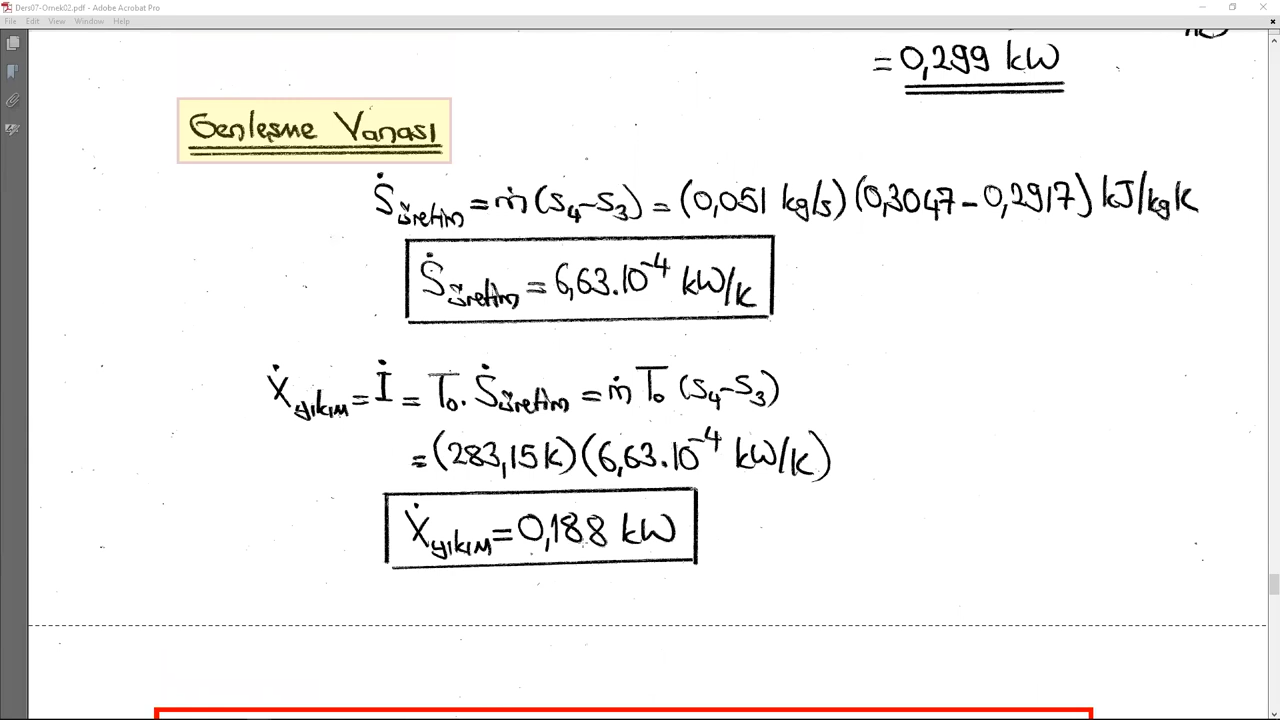 Ders07-Ornek02.pdf - Adobe Acrobat Pro
File Edit View Window Help
= 0,299 kW
Genleşme Vanası
Ṡüretim = ṁ (s₄-s₃) = (0,051 kg/s) (0,3047 - 0,2917) kJ/kgK
Ṡüretim = 6,63.10⁻⁴ kW/K
Ẋyıkım = İ = T₀. Ṡüretim = ṁ T₀ (s₄-s₃)
= (283,15K) (6,63.10⁻⁴ kW/K)
Ẋyıkım = 0,188 kW